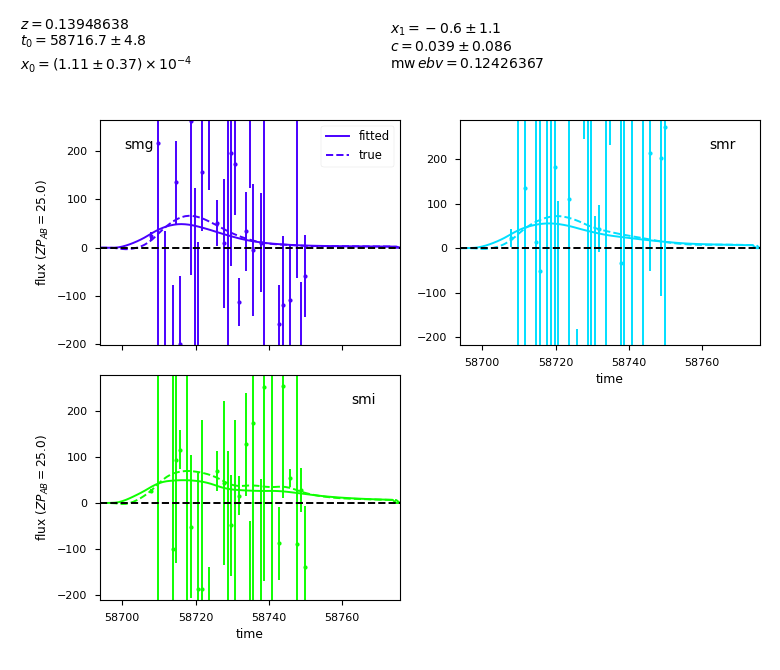 z = 0.13948638
t₀ = 58716.7 ± 4.8
x₀ = (1.11 ± 0.37) × 10⁻⁴
x₁ = −0.6 ± 1.1
c = 0.039 ± 0.086
mw ebv = 0.12426367
smg
fitted
true
200
100
0
−100
−200
flux (ZP_AB = 25.0)
smr
200
100
0
−100
−200
58700
58720
58740
58760
time
smi
200
100
0
−100
−200
flux (ZP_AB = 25.0)
58700
58720
58740
58760
time